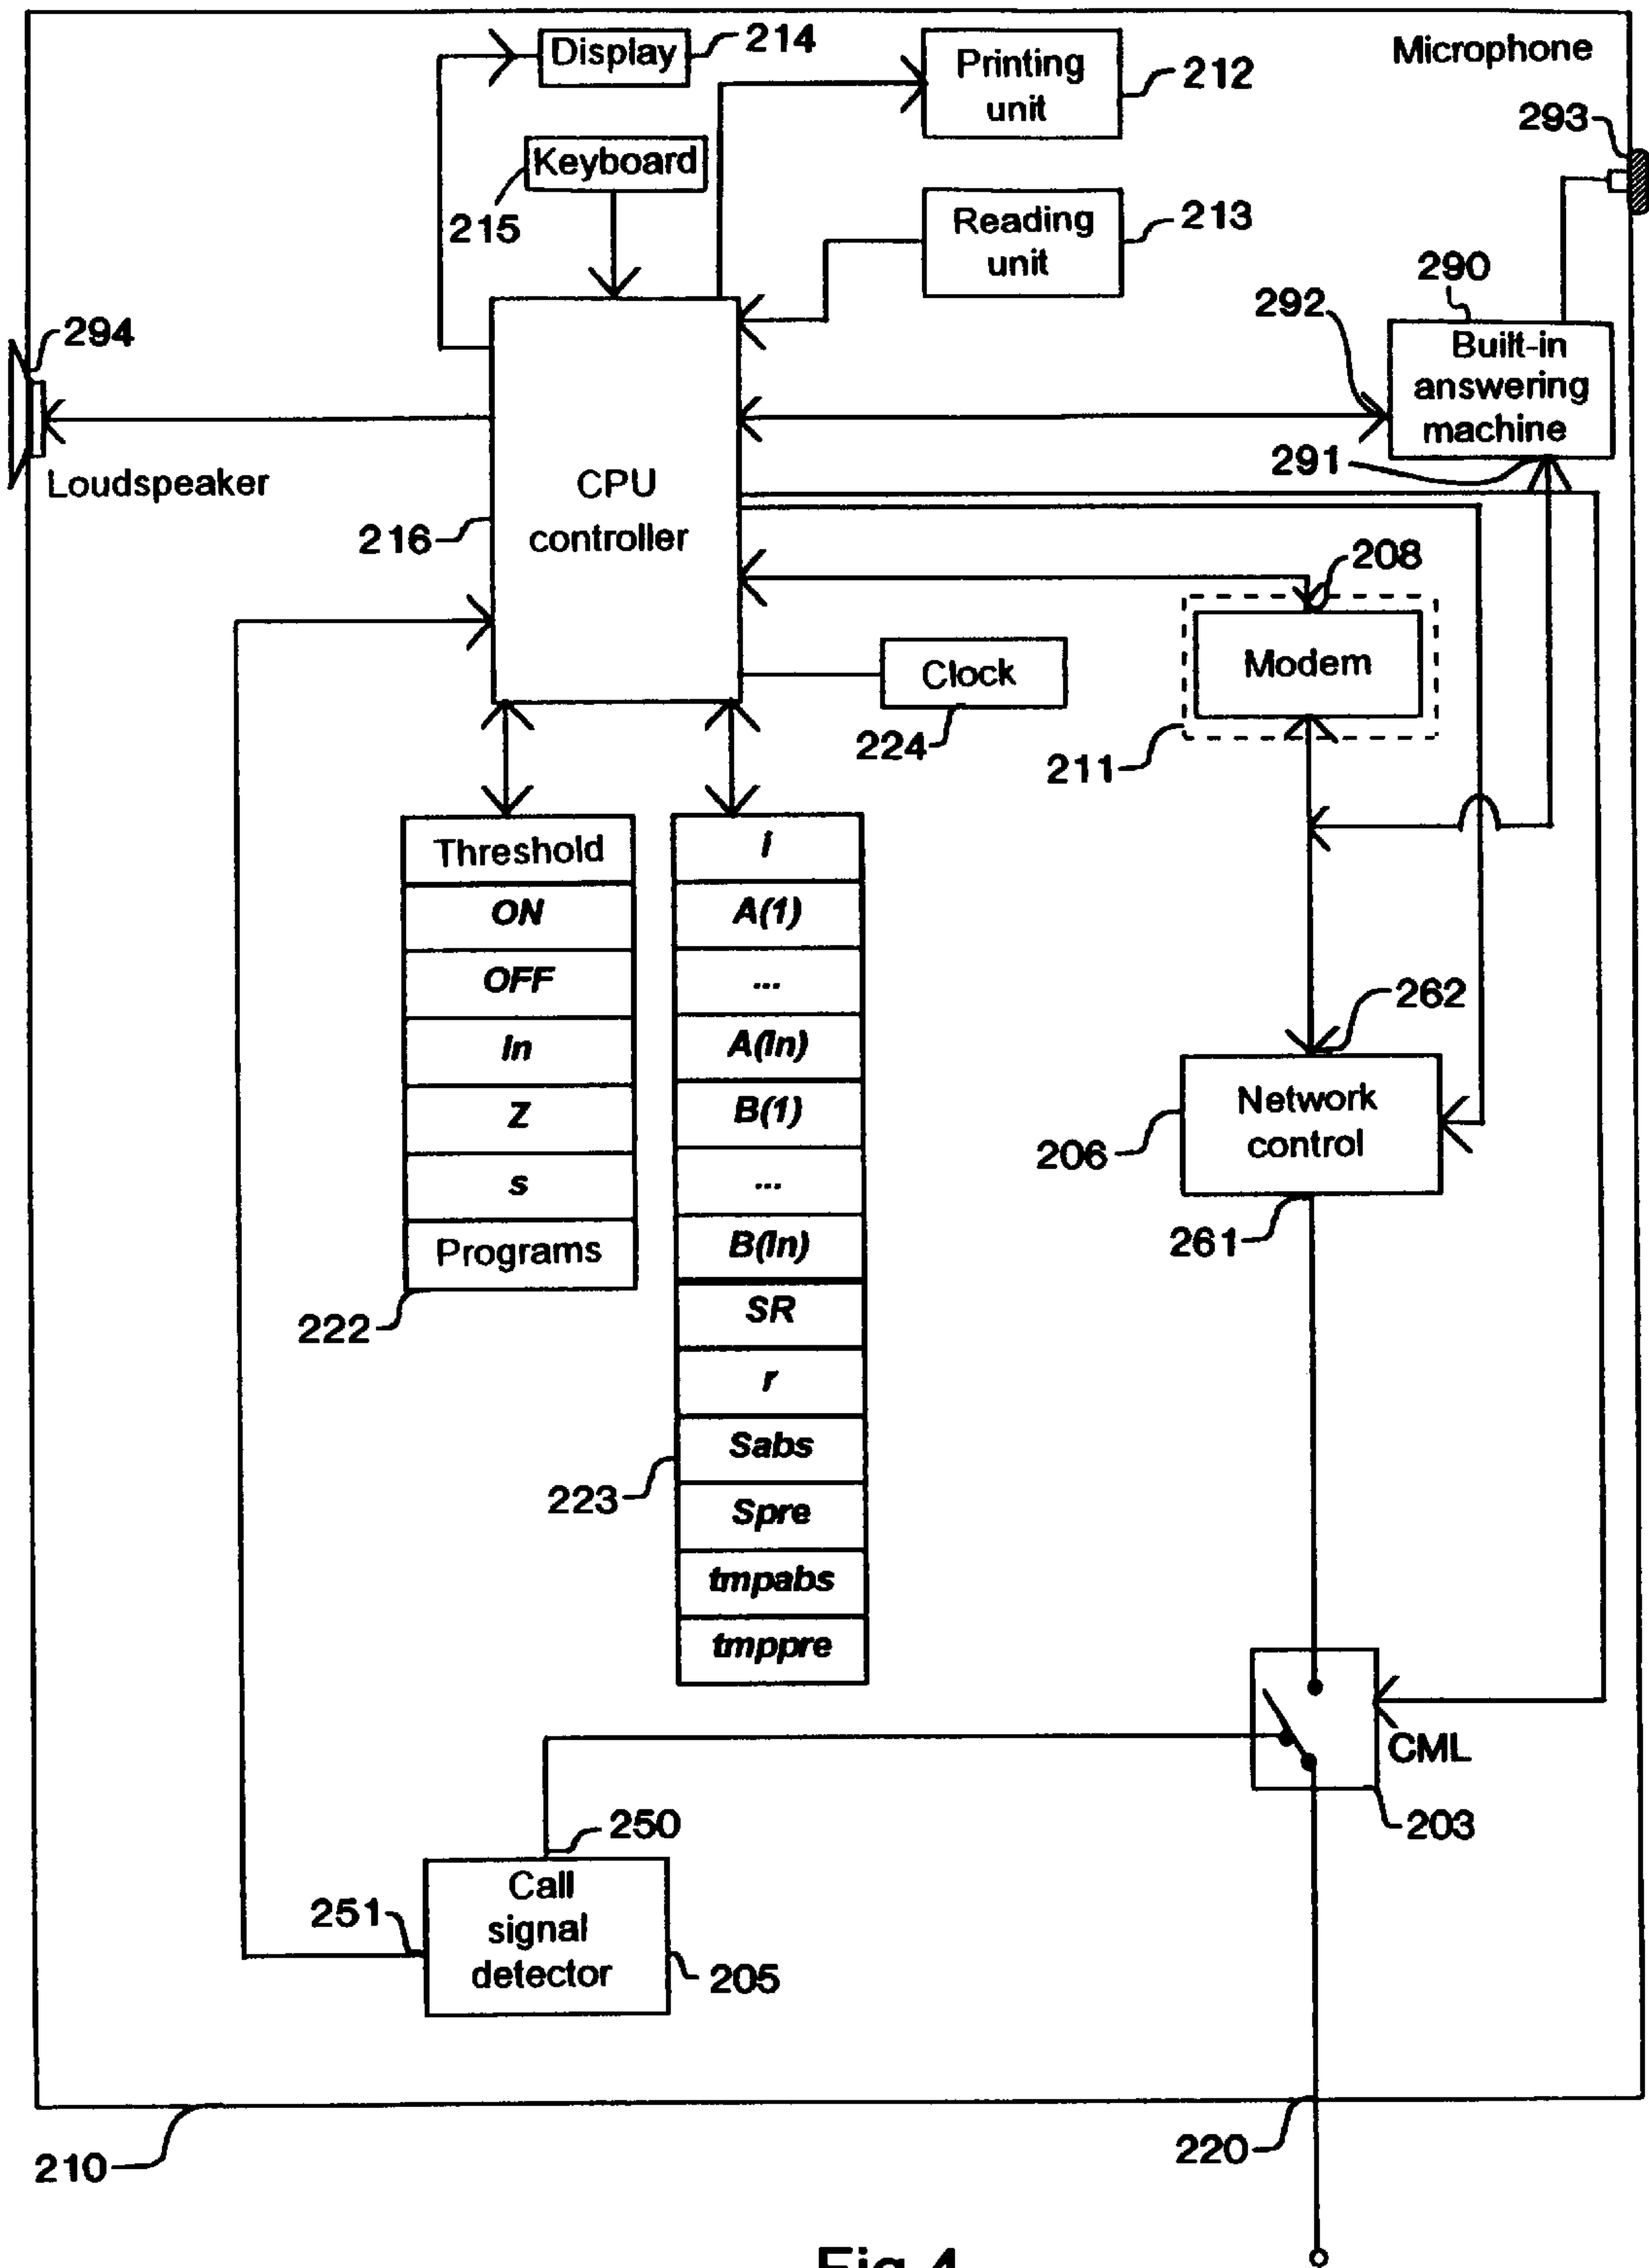 Display
214
Printing
unit
212
Microphone
293
Keyboard
215
Reading
unit
213
290
292
Built-in
answering
machine
291
294
Loudspeaker
CPU
controller
216
208
Modem
211
Clock
224
Threshold
ON
OFF
In
Z
s
Programs
222
i
A(1)
...
A(In)
B(1)
...
B(In)
SR
r
Sabs
Spre
tmpabs
tmppre
223
262
Network
control
206
261
CML
203
250
Call
signal
detector
251
205
210
220
Fig.4